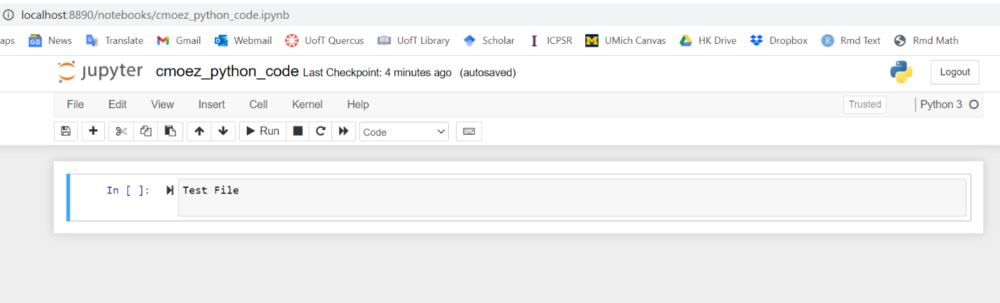 localhost:8890/notebooks/cmoez_python_code.ipynb
aps GE News G Translate Gmail Webmail UofT Quercus UofT Library Scholar I ICPSR M UMich Canvas HK Drive Dropbox R Rmd Text Rmd Math
jupyter cmoez_python_code Last Checkpoint: 4 minutes ago (autosaved) Logout
File Edit View Insert Cell Kernel Help Trusted Python 3
Run Code
In [ ]: Test File